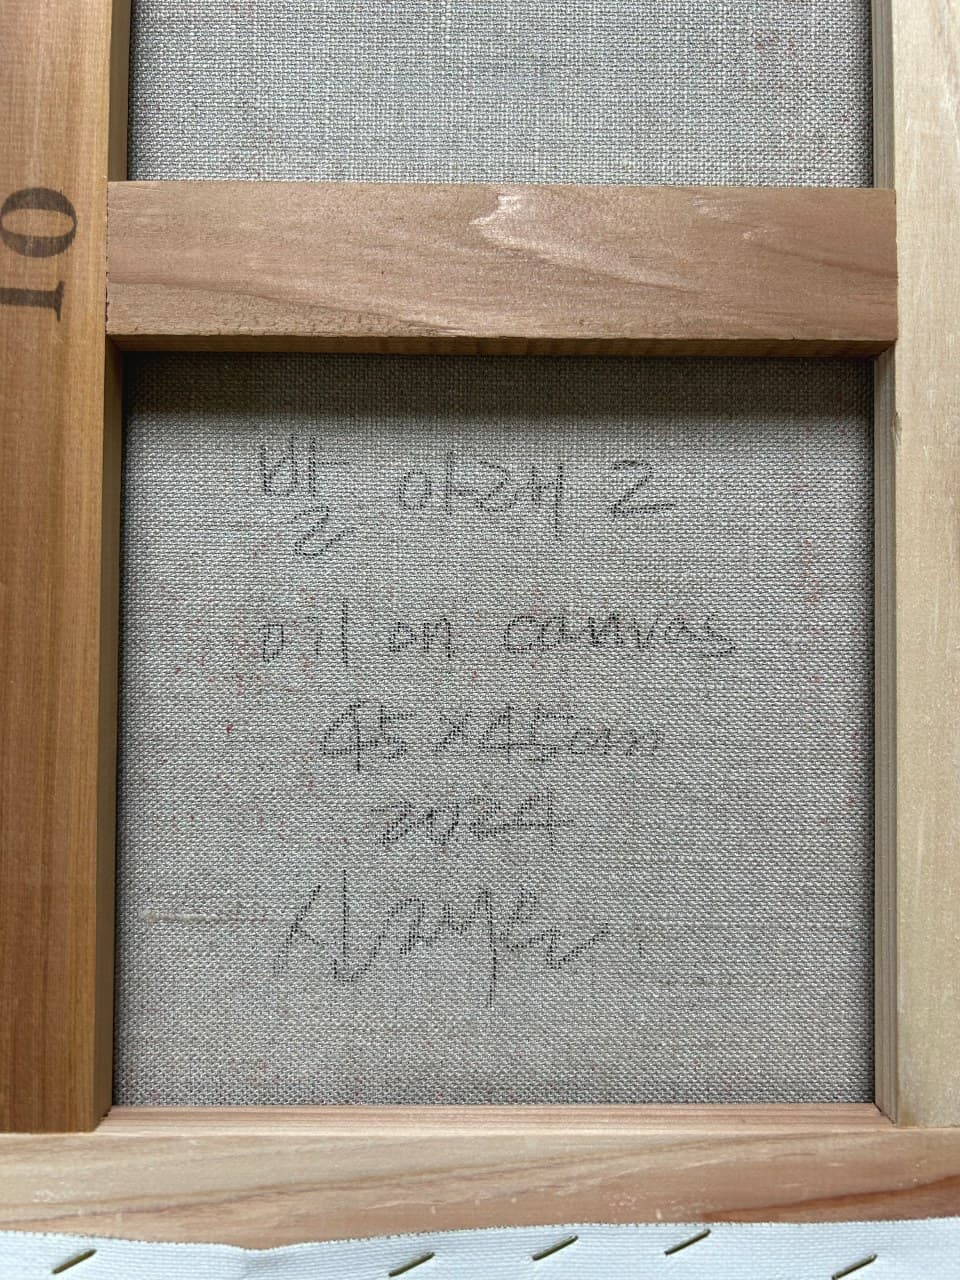 10
발 아래 2
oil on canvas
45x45cm
2024